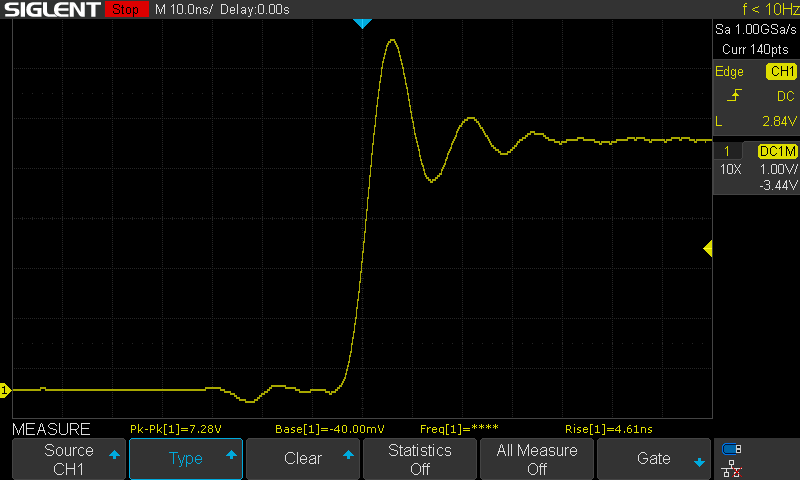 SIGLENT Stop M 10.0ns/ Delay:0.00s f < 10Hz
Sa 1.00GSa/s
Curr 140pts
Edge CH1
DC
L 2.84V
1 DC1M
10X 1.00V/
-3.44V
1
MEASURE Pk-Pk[1]=7.28V Base[1]=-40.00mV Freq[1]=**** Rise[1]=4.61ns
Source
CH1
Type
Clear
Statistics
Off
All Measure
Off
Gate